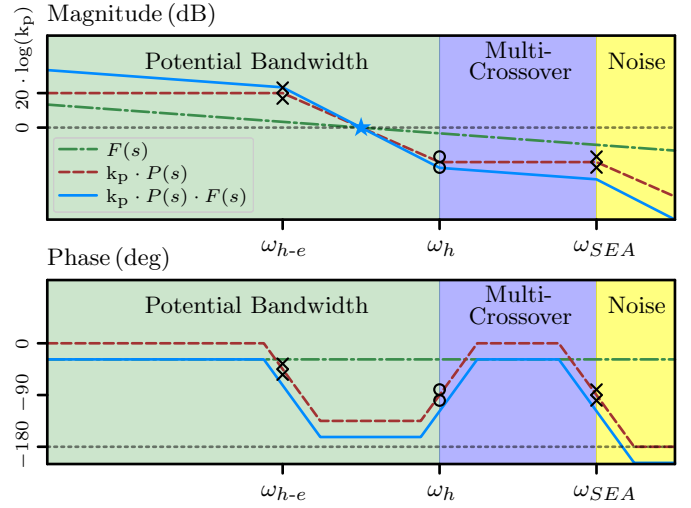 Magnitude (dB)
Potential Bandwidth
Multi-
Crossover
Noise
20 · log(kp)
0
F(s)
kp · P(s)
kp · P(s) · F(s)
ωh-e
ωh
ωSEA
Phase (deg)
Potential Bandwidth
Multi-
Crossover
Noise
0
−90
−180
ωh-e
ωh
ωSEA